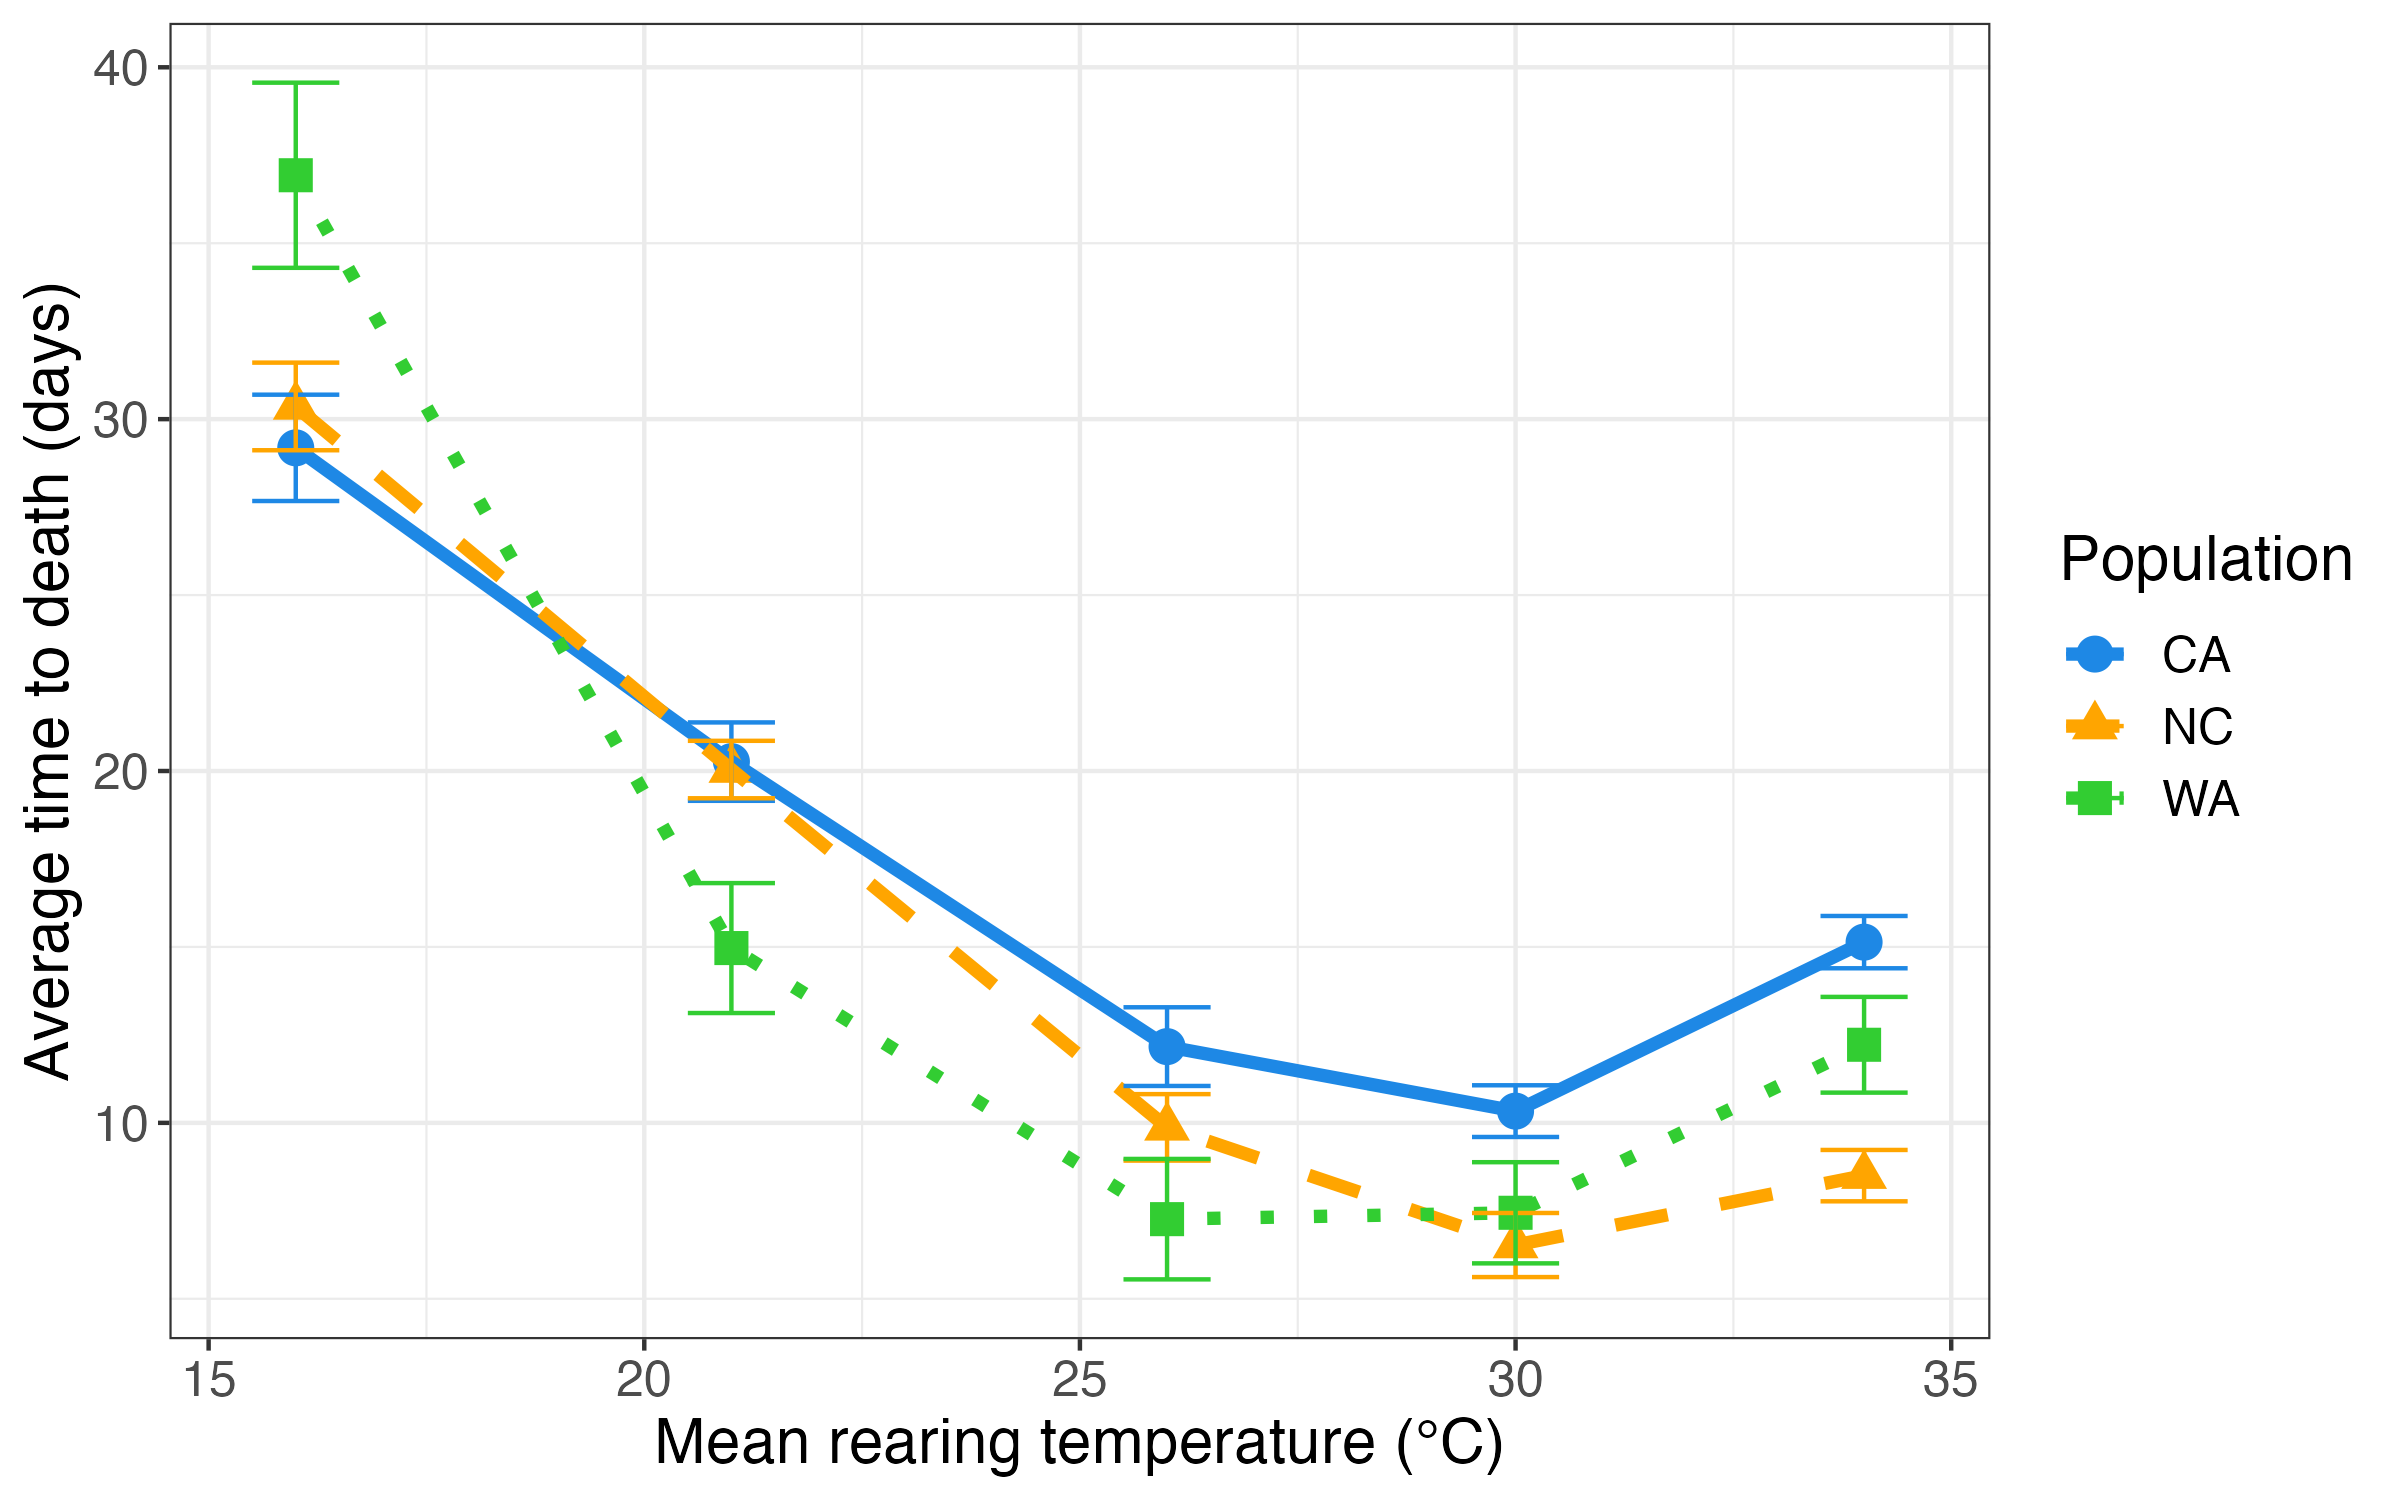 Average time to death (days)
40
30
20
10
15 20 25 30 35
Mean rearing temperature (°C)
Population
CA
NC
WA